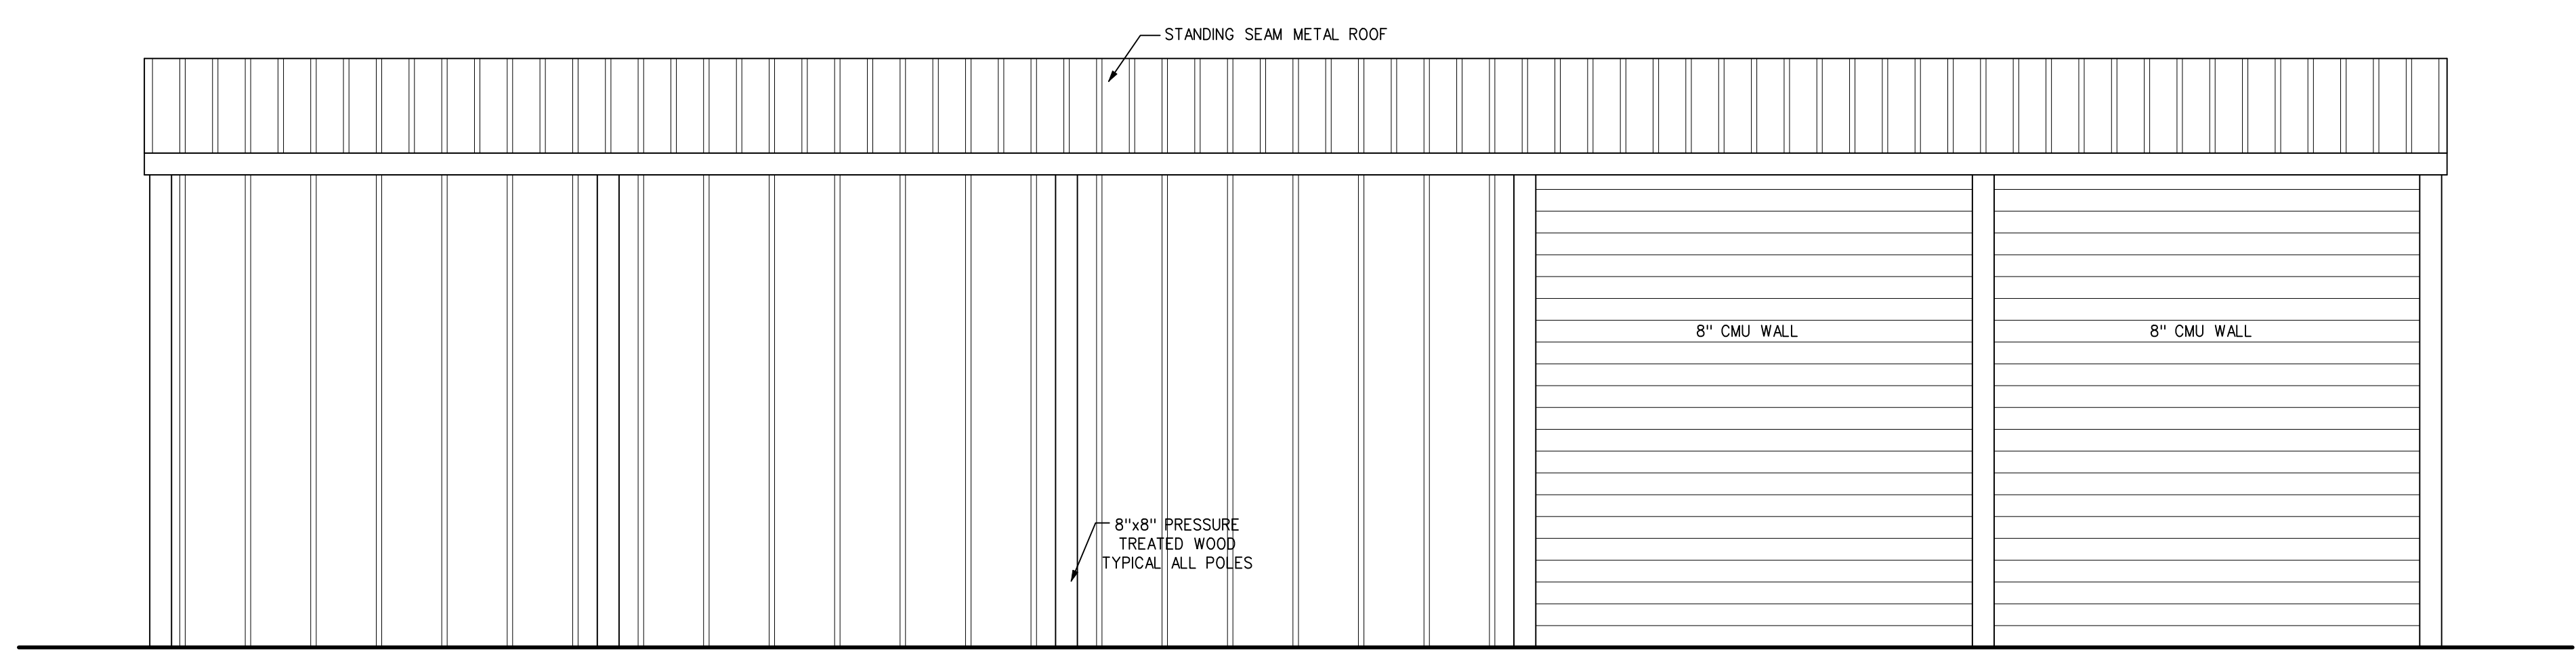 STANDING SEAM METAL ROOF
8" CMU WALL
8" CMU WALL
8"x8" PRESSURE
TREATED WOOD
TYPICAL ALL POLES